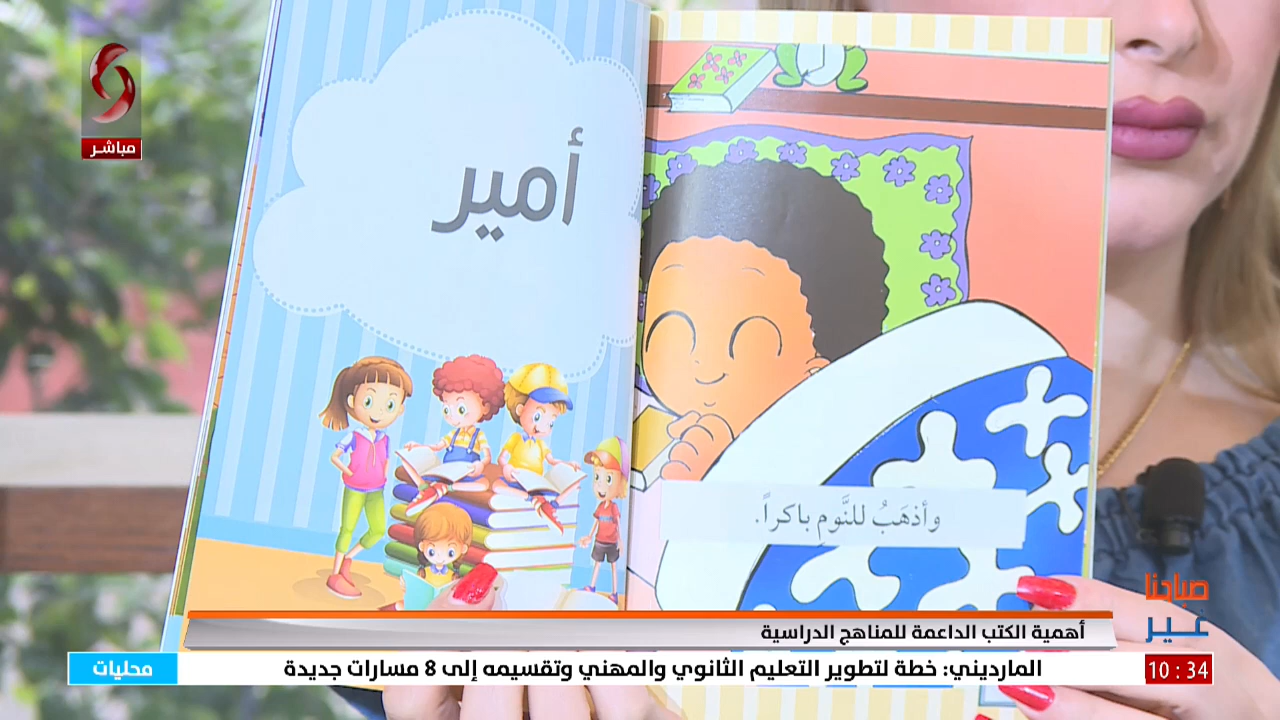 مباشر
أمير
وأذهَبُ للنَّومِ باكراً.
صباحنا
غير
أهمية الكتب الداعمة للمناهج الدراسية
محليات
المارديني: خطة لتطوير التعليم الثانوي والمهني وتقسيمه إلى 8 مسارات جديدة
10 : 34